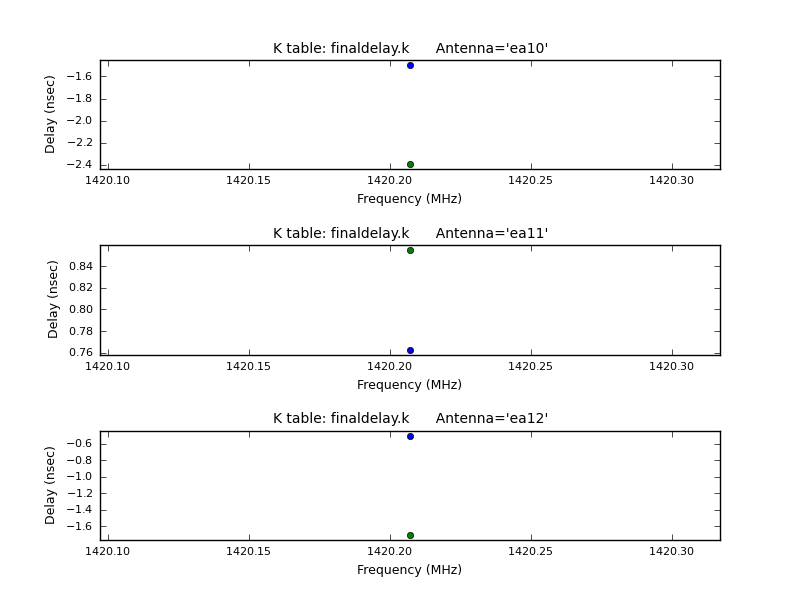 K table: finaldelay.k Antenna='ea10'
−1.6
−1.8
−2.0
−2.2
−2.4
Delay (nsec)
1420.10 1420.15 1420.20 1420.25 1420.30
Frequency (MHz)
K table: finaldelay.k Antenna='ea11'
0.84
0.82
0.80
0.78
0.76
Delay (nsec)
1420.10 1420.15 1420.20 1420.25 1420.30
Frequency (MHz)
K table: finaldelay.k Antenna='ea12'
−0.6
−0.8
−1.0
−1.2
−1.4
−1.6
Delay (nsec)
1420.10 1420.15 1420.20 1420.25 1420.30
Frequency (MHz)